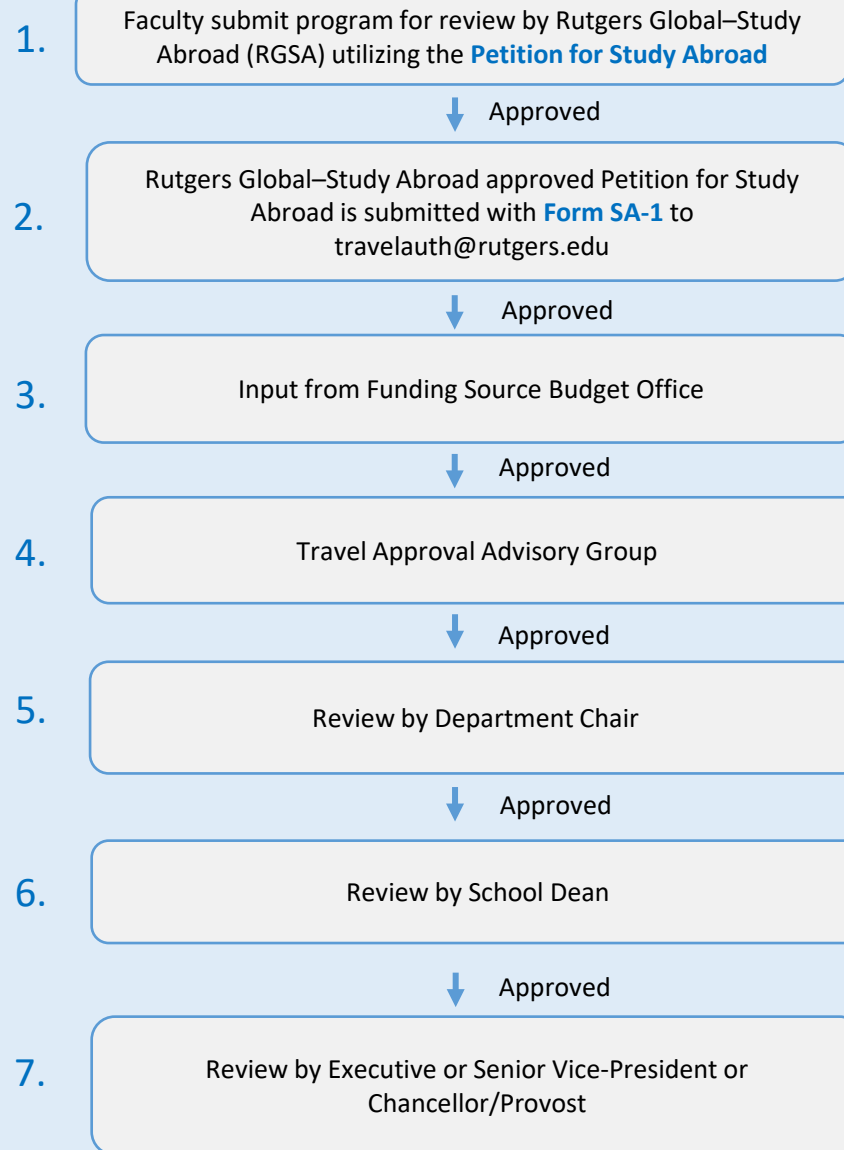 1.
Faculty submit program for review by Rutgers Global–Study
Abroad (RGSA) utilizing the Petition for Study Abroad
Approved
2.
Rutgers Global–Study Abroad approved Petition for Study
Abroad is submitted with Form SA-1 to
travelauth@rutgers.edu
Approved
3.
Input from Funding Source Budget Office
Approved
4.
Travel Approval Advisory Group
Approved
5.
Review by Department Chair
Approved
6.
Review by School Dean
Approved
7.
Review by Executive or Senior Vice-President or
Chancellor/Provost